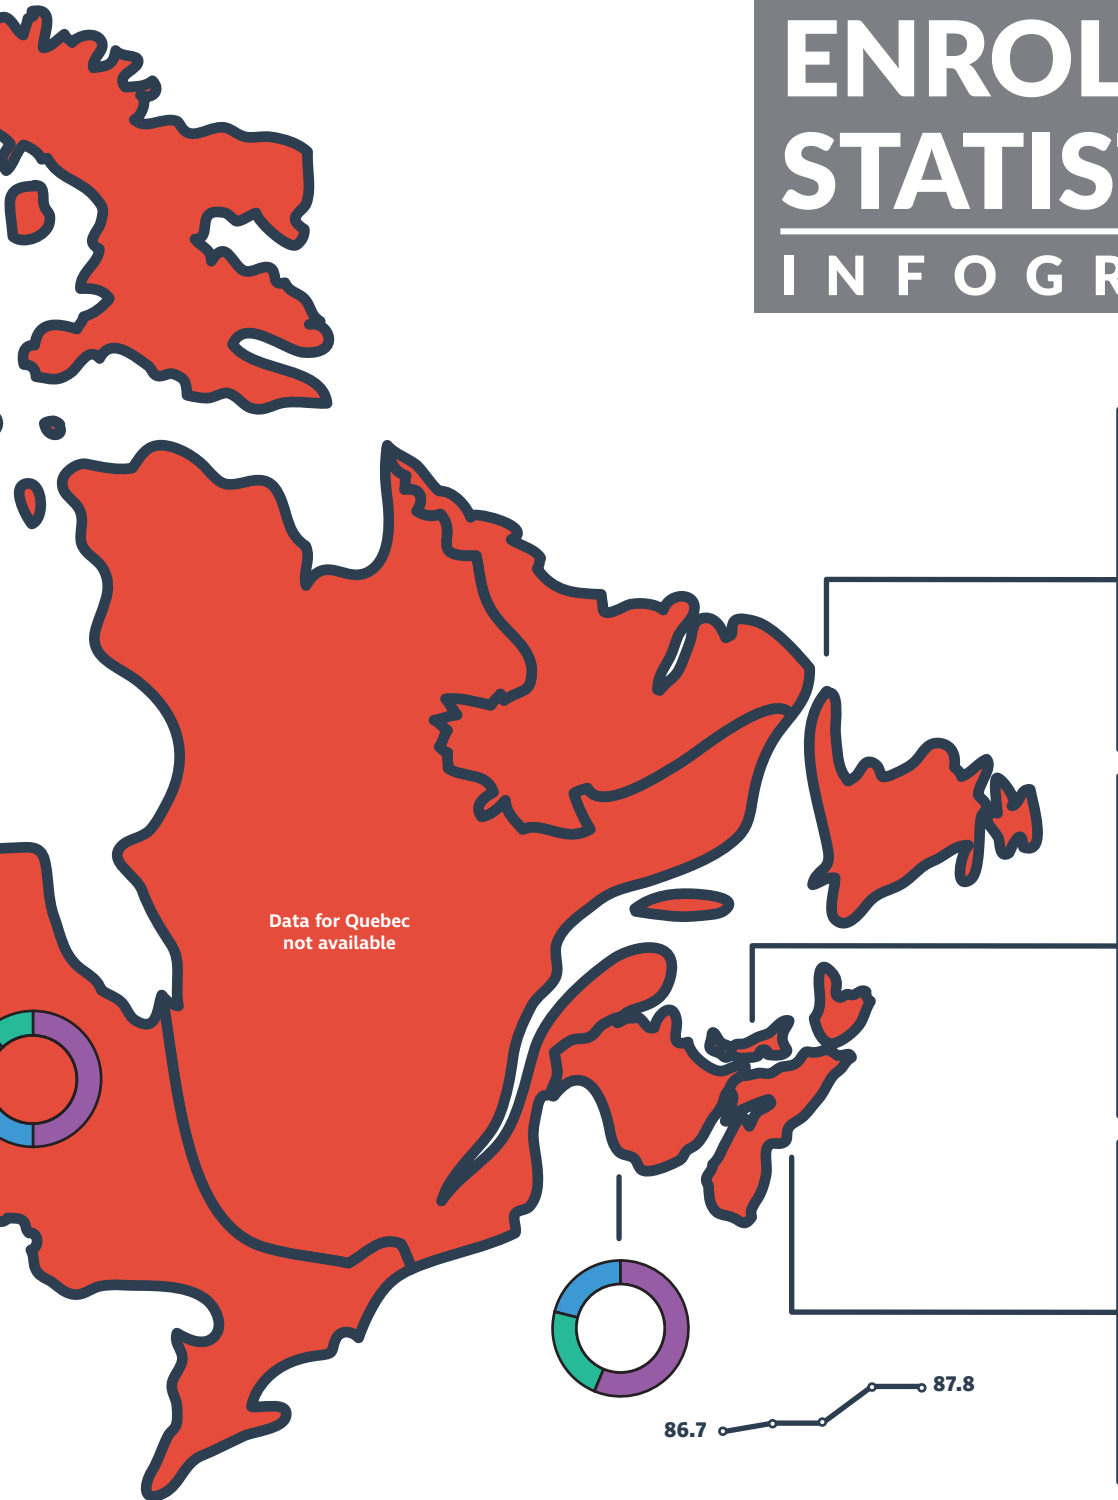 ENROL
STATIS
INFOGR
Data for Quebec
not available
87.8
86.7